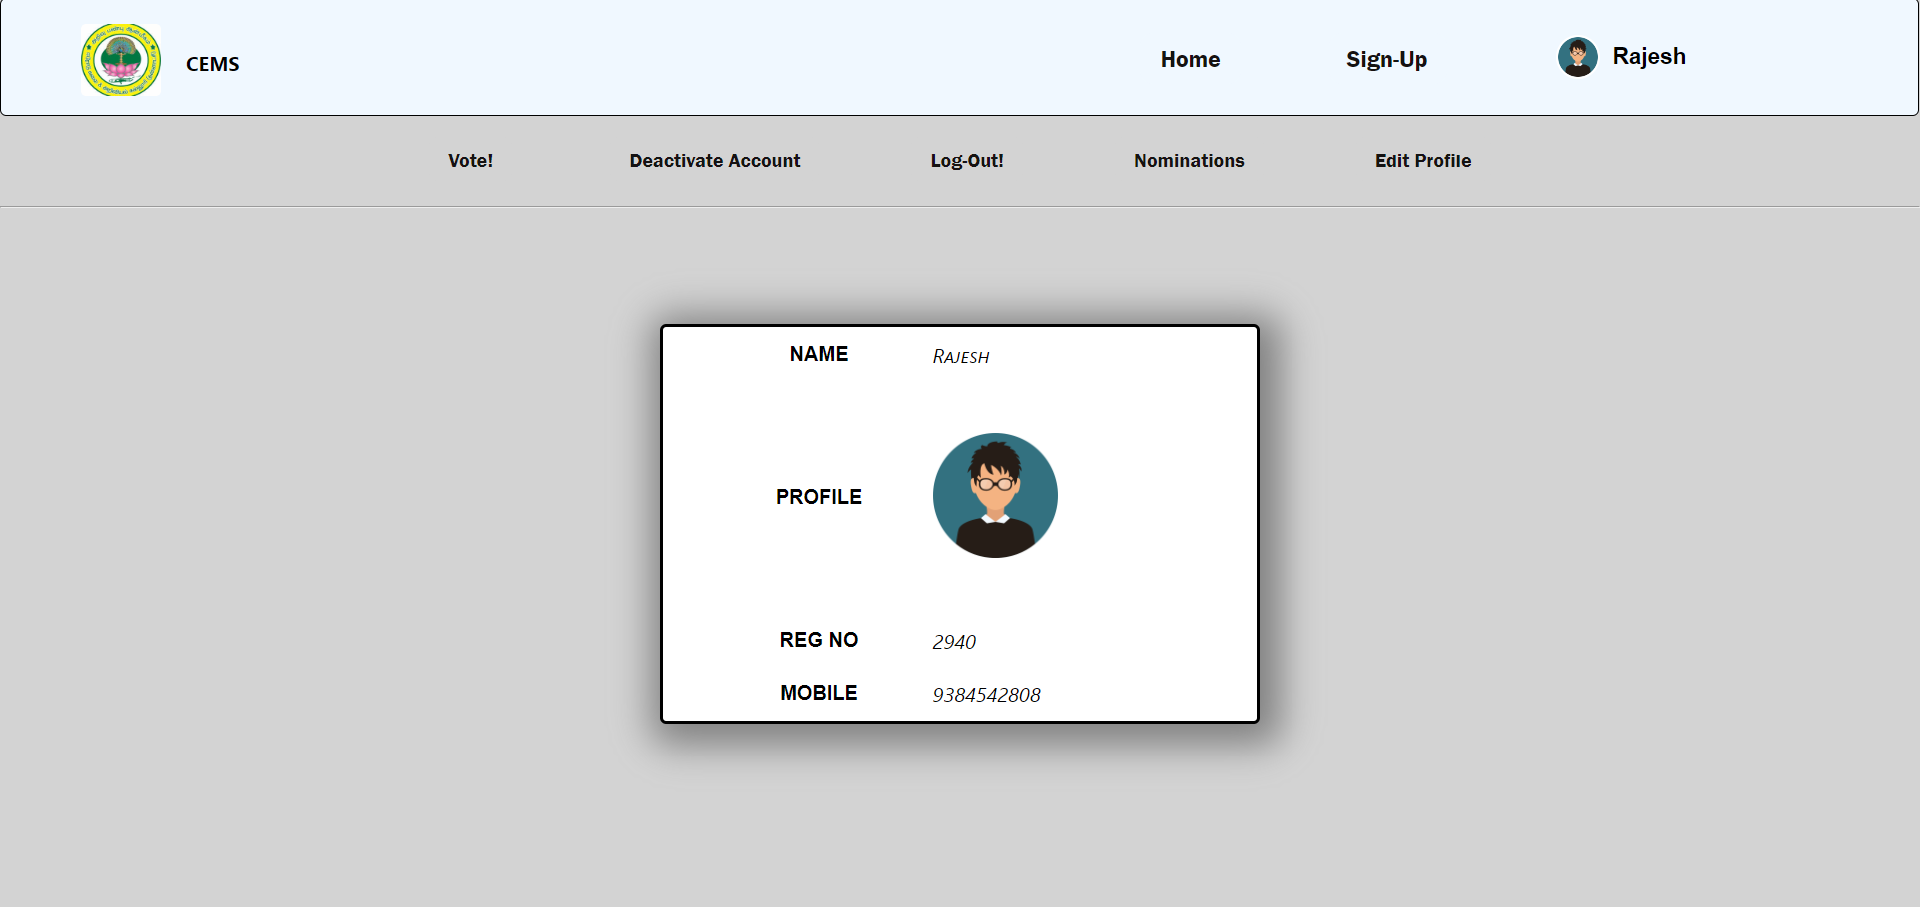 CEMS
Home
Sign-Up
Rajesh
Vote!
Deactivate Account
Log-Out!
Nominations
Edit Profile
NAME Rajesh
PROFILE
REG NO 2940
MOBILE 9384542808